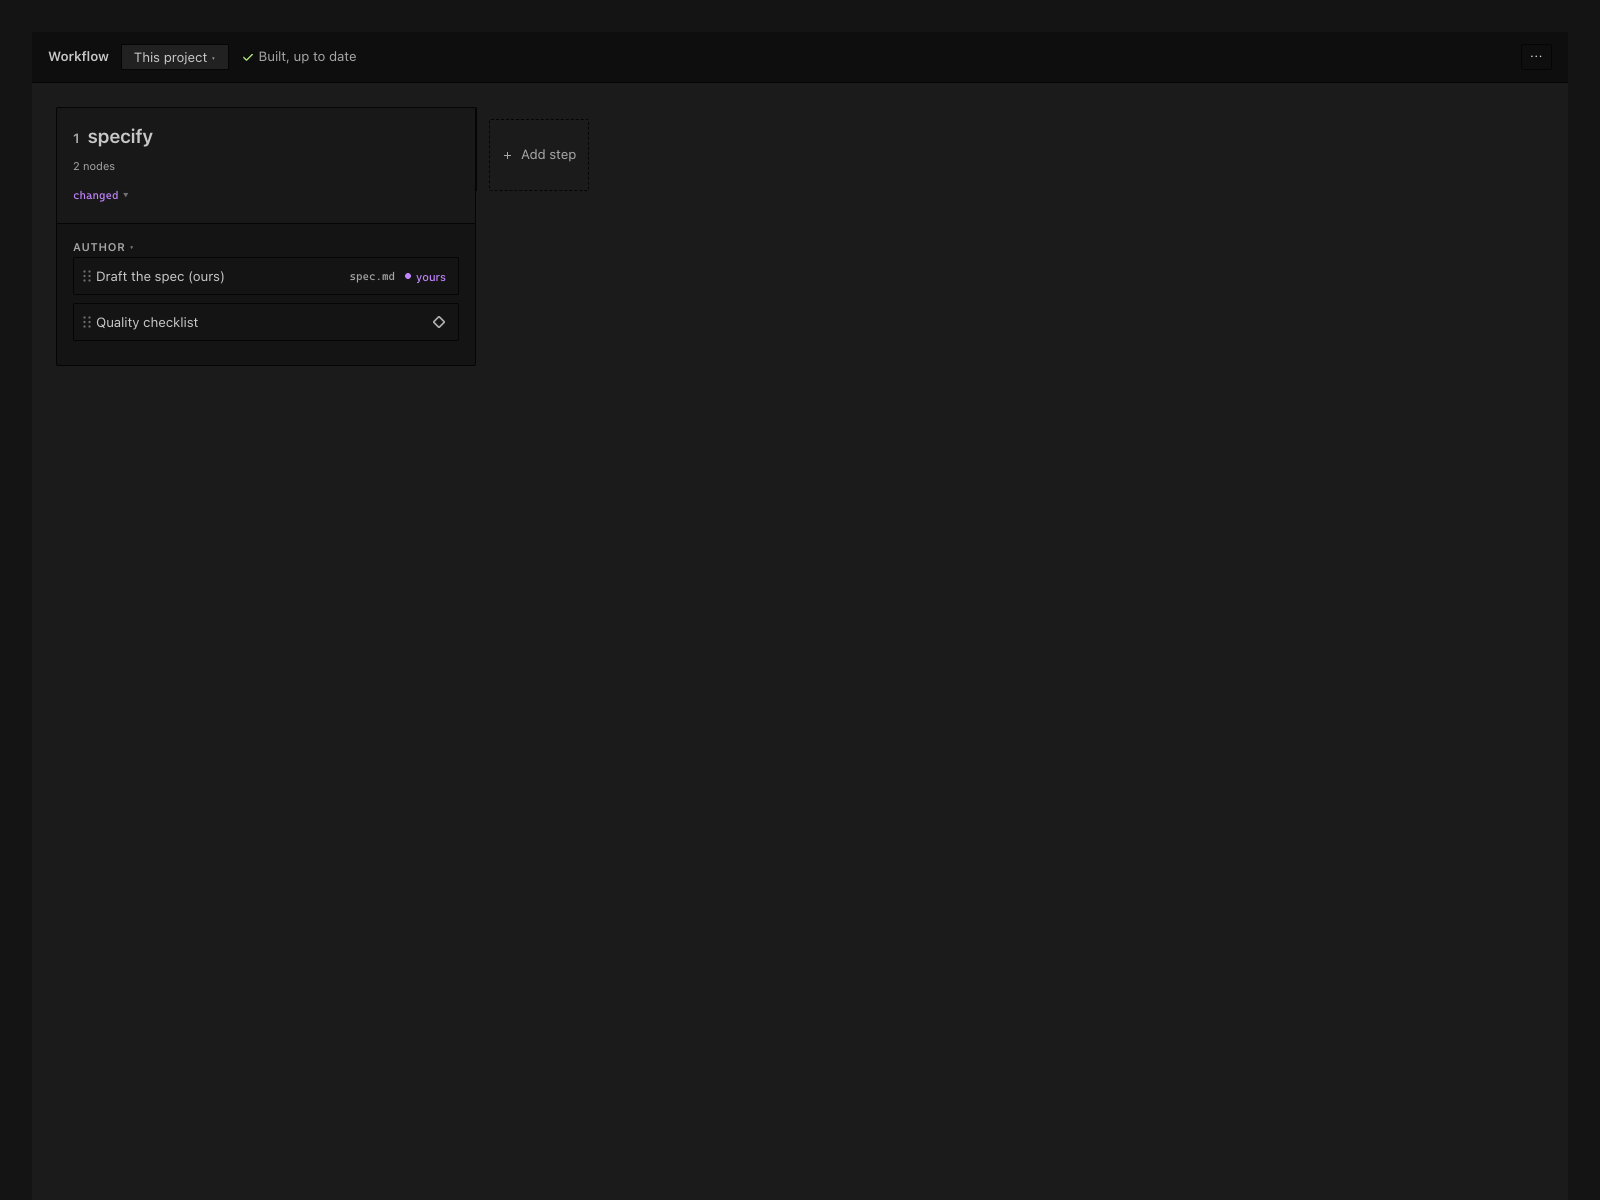 Workflow This project Built, up to date ...
1 specify
2 nodes
changed
+ Add step
AUTHOR
Draft the spec (ours) spec.md yours
Quality checklist